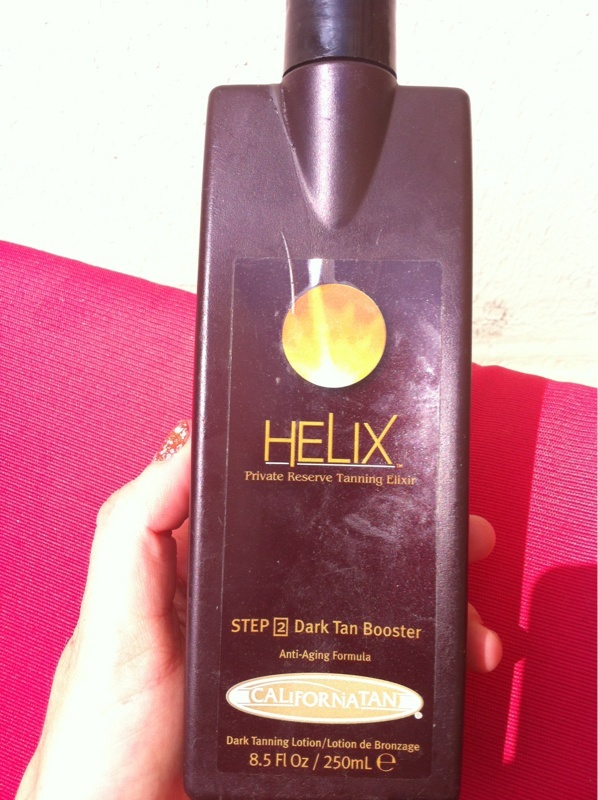 HELIX™
Private Reserve Tanning Elixir
STEP 2 Dark Tan Booster
Anti-Aging Formula
CALIFORNIATAN®
Dark Tanning Lotion/Lotion de Bronzage
8.5 Fl Oz / 250mL ℮